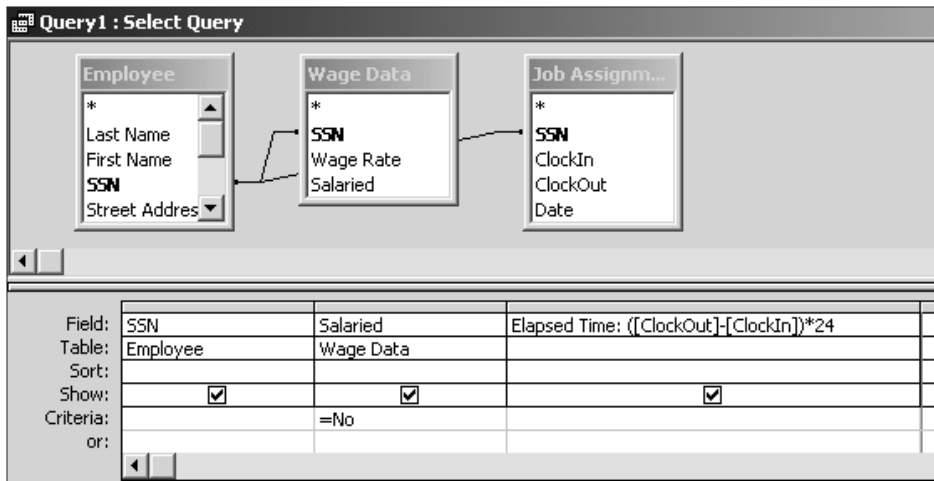 Query1 : Select Query
Employee
*
Last Name
First Name
SSN
Street Addres
Wage Data
*
SSN
Wage Rate
Salaried
Job Assignm...
*
SSN
ClockIn
ClockOut
Date
Field: SSN Salaried Elapsed Time: ([ClockOut]-[ClockIn])*24
Table: Employee Wage Data
Sort:
Show:
Criteria: =No
or: